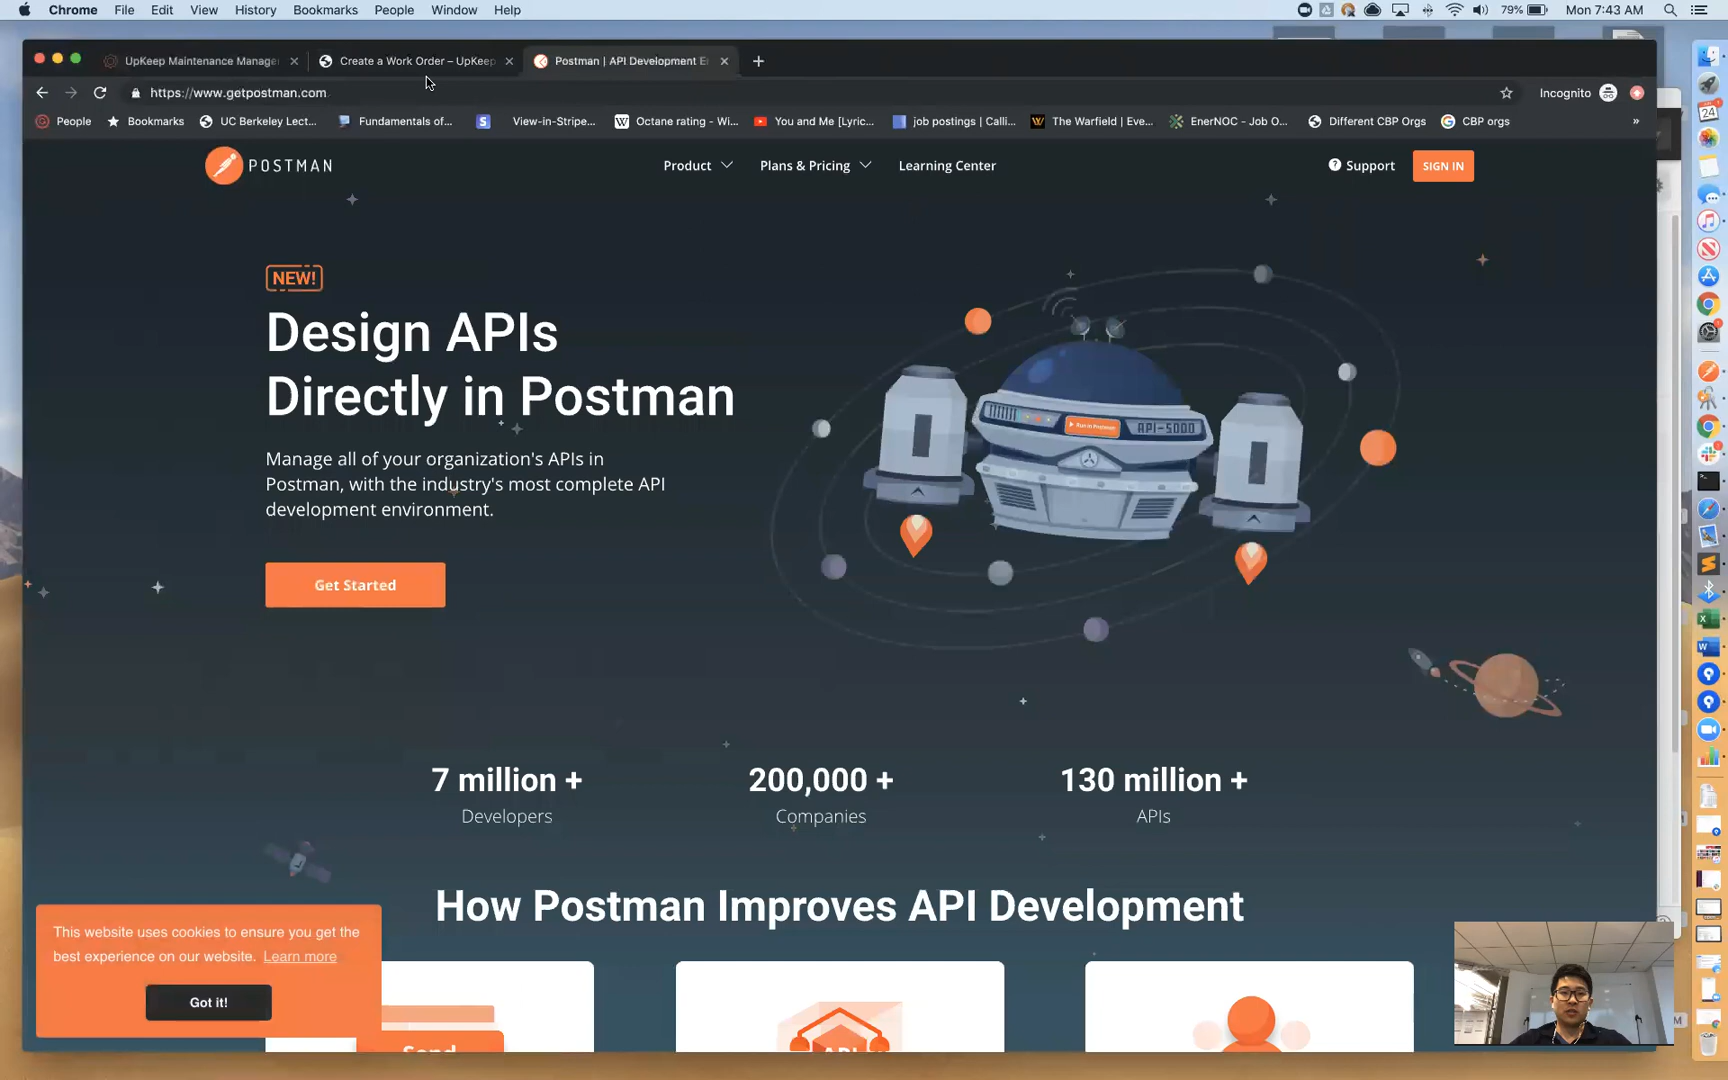 Chrome File Edit View History Bookmarks People Window Help
79% Mon 7:43 AM
UpKeep Maintenance Manage
Create a Work Order – UpKeep
Postman | API Development E
https://www.getpostman.com
Incognito
People Bookmarks UC Berkeley Lect... Fundamentals of... View-in-Stripe... Octane rating - Wi... You and Me [Lyric... job postings | Calli... The Warfield | Eve... EnerNOC - Job O... Different CBP Orgs CBP orgs »
POSTMAN
Product Plans & Pricing Learning Center
Support SIGN IN
NEW!
Design APIs
Directly in Postman
Manage all of your organization's APIs in
Postman, with the industry's most complete API
development environment.
Get Started
Run in Postman
API-5000
7 million + 200,000 + 130 million +
Developers Companies APIs
How Postman Improves API Development
This website uses cookies to ensure you get the
best experience on our website. Learn more
Got it!
Send
API